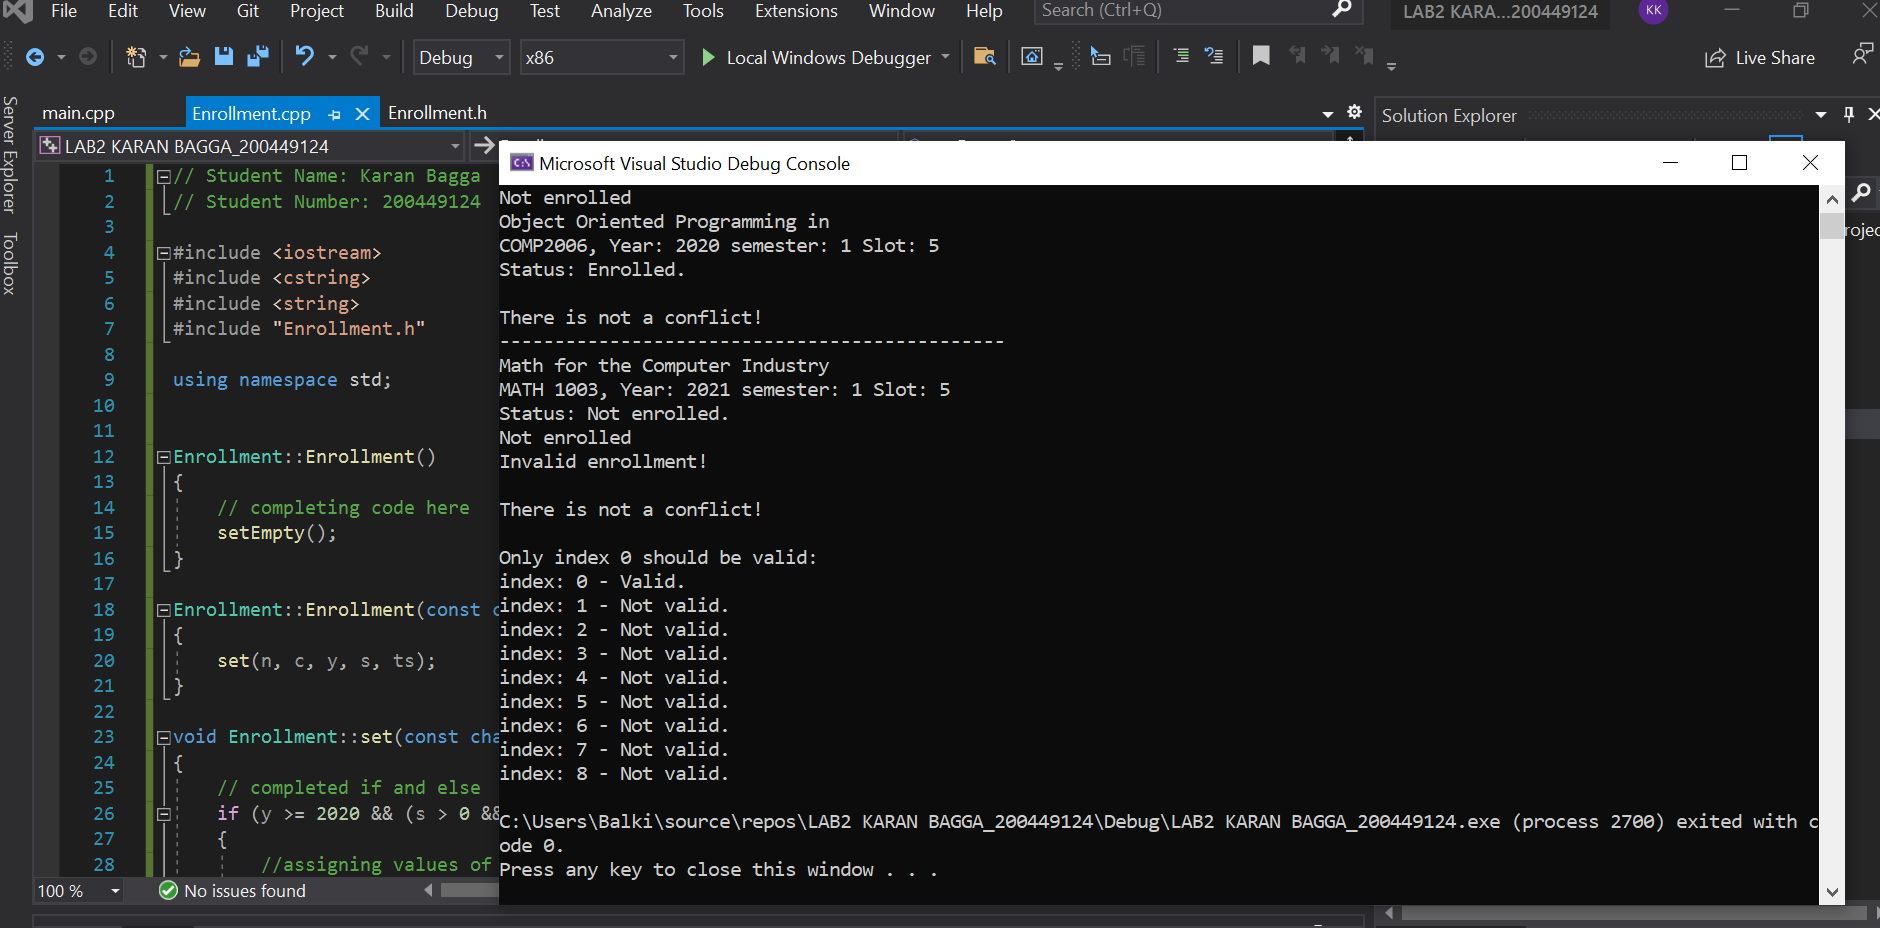 File Edit View Git Project Build Debug Test Analyze Tools Extensions Window Help Search (Ctrl+Q) LAB2 KARA...200449124 KK
Debug x86 Local Windows Debugger Live Share
Server Explorer
Toolbox
main.cpp Enrollment.cpp Enrollment.h
LAB2 KARAN BAGGA_200449124
1 // Student Name: Karan Bagga
2 // Student Number: 200449124
3
4 #include <iostream>
5 #include <cstring>
6 #include <string>
7 #include "Enrollment.h"
8
9 using namespace std;
10
11
12 Enrollment::Enrollment()
13 {
14 // completing code here
15 setEmpty();
16 }
17
18 Enrollment::Enrollment(const c
19 {
20 set(n, c, y, s, ts);
21 }
22
23 void Enrollment::set(const cha
24 {
25 // completed if and else
26 if (y >= 2020 && (s > 0 &&
27 {
28 //assigning values of
100 % No issues found
Solution Explorer
rojec
Microsoft Visual Studio Debug Console
Not enrolled
Object Oriented Programming in
COMP2006, Year: 2020 semester: 1 Slot: 5
Status: Enrolled.
There is not a conflict!
----------------------------------------------
Math for the Computer Industry
MATH 1003, Year: 2021 semester: 1 Slot: 5
Status: Not enrolled.
Not enrolled
Invalid enrollment!
There is not a conflict!
Only index 0 should be valid:
index: 0 - Valid.
index: 1 - Not valid.
index: 2 - Not valid.
index: 3 - Not valid.
index: 4 - Not valid.
index: 5 - Not valid.
index: 6 - Not valid.
index: 7 - Not valid.
index: 8 - Not valid.
C:\Users\Balki\source\repos\LAB2 KARAN BAGGA_200449124\Debug\LAB2 KARAN BAGGA_200449124.exe (process 2700) exited with c
ode 0.
Press any key to close this window . . .